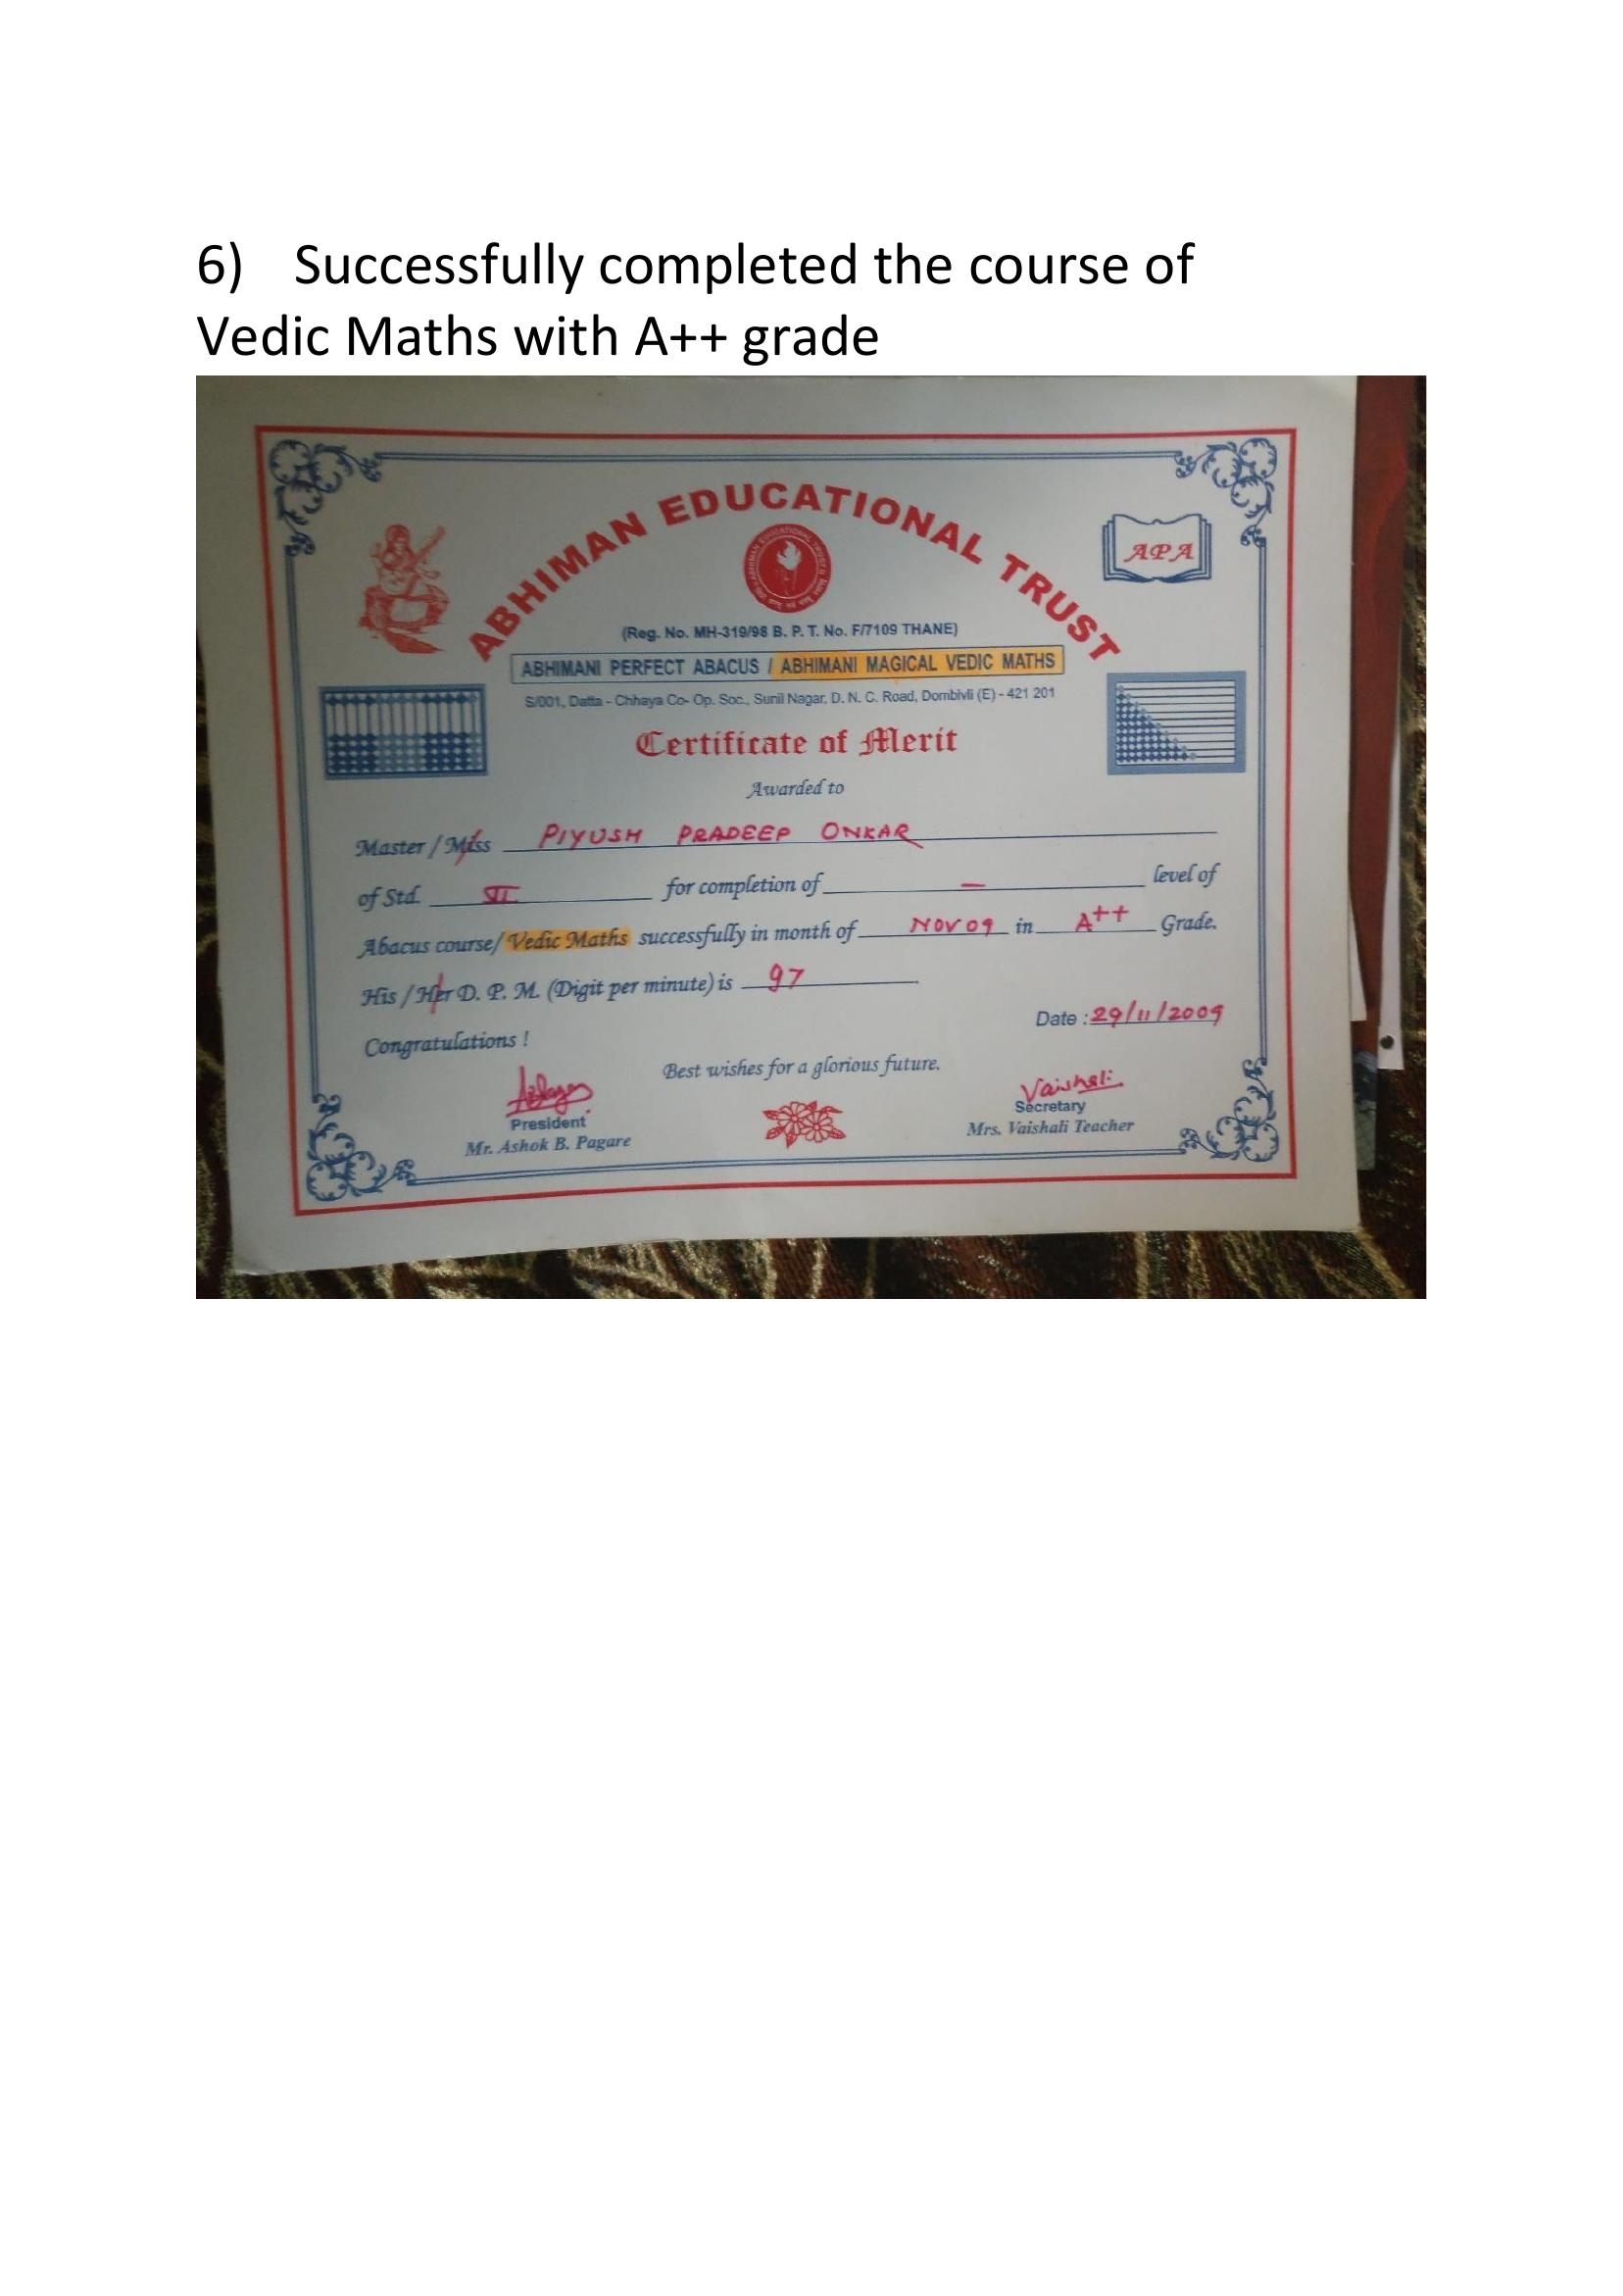 6) Successfully completed the course of
Vedic Maths with A++ grade
ABHIMAN EDUCATIONAL TRUST
APA
(Reg. No. MH-319/98 B. P. T. No. F/7109 THANE)
ABHIMANI PERFECT ABACUS / ABHIMANI MAGICAL VEDIC MATHS
S/001, Datta - Chhaya Co- Op. Soc., Sunil Nagar, D. N. C. Road, Dombivli (E) - 421 201
Certificate of Merit
Awarded to
Master / Miss PIYUSH PRADEEP ONKAR
of Std. VI for completion of — level of
Abacus course/ Vedic Maths successfully in month of NOV 09 in A++ Grade.
His / Her D. P. M. (Digit per minute) is 97
Date : 29/11/2009
Congratulations !
Best wishes for a glorious future.
Vaishali
President
Secretary
Mr. Ashok B. Pagare
Mrs. Vaishali Teacher